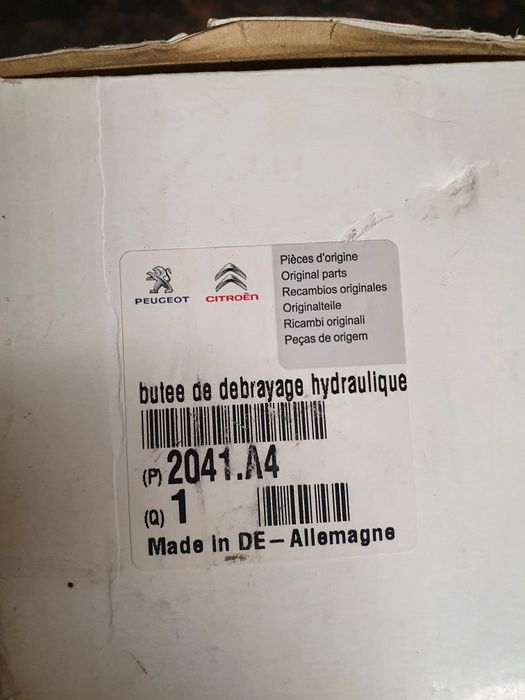 PEUGEOT
CITROËN
Pièces d'origine
Original parts
Recambios originales
Originalteile
Ricambi originali
Peças de origem
butee de debrayage hydraulique
(P) 2041.A4
(Q) 1
Made in DE-Allemagne